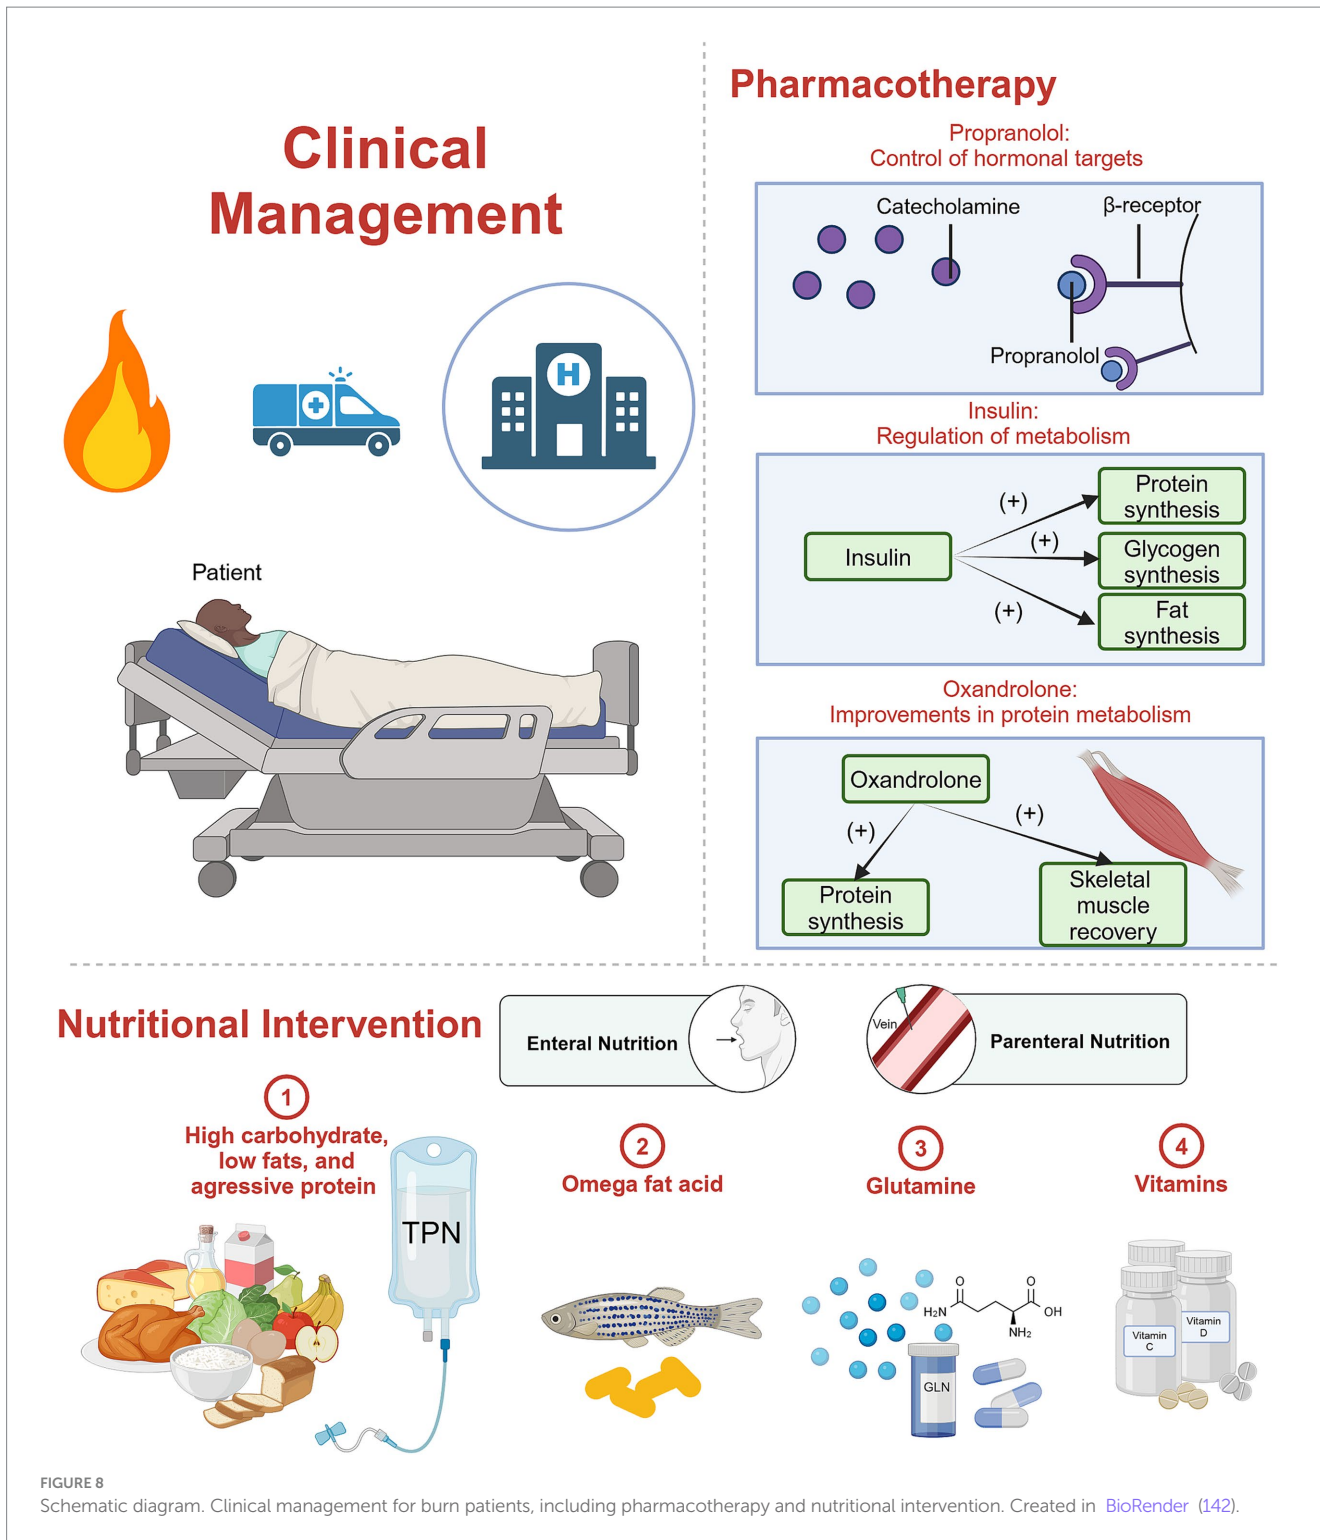 Clinical
Management
Patient
Pharmacotherapy
Propranolol:
Control of hormonal targets
Catecholamine
β-receptor
Propranolol
Insulin:
Regulation of metabolism
Insulin
(+)
(+)
(+)
Protein
synthesis
Glycogen
synthesis
Fat
synthesis
Oxandrolone:
Improvements in protein metabolism
Oxandrolone
(+)
(+)
Protein
synthesis
Skeletal
muscle
recovery
Nutritional Intervention
Enteral Nutrition
Vein
Parenteral Nutrition
1
High carbohydrate,
low fats, and
agressive protein
TPN
2
Omega fat acid
3
Glutamine
O
O
H₂N
OH
NH₂
GLN
4
Vitamins
Vitamin
C
Vitamin
D
H
FIGURE 8
Schematic diagram. Clinical management for burn patients, including pharmacotherapy and nutritional intervention. Created in BioRender (142).